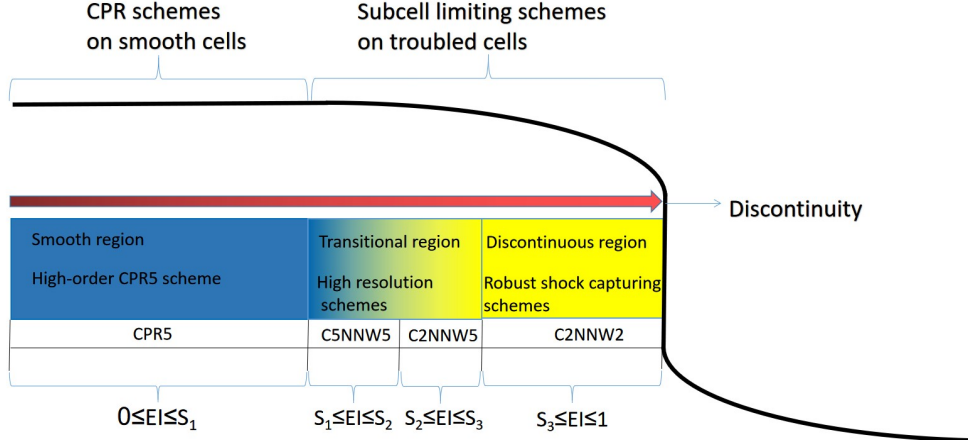 CPR schemes
on smooth cells
Subcell limiting schemes
on troubled cells
Discontinuity
Smooth region
High-order CPR5 scheme
Transitional region
High resolution
schemes
Discontinuous region
Robust shock capturing
schemes
CPR5
C5NNW5
C2NNW5
C2NNW2
0≤EI≤S₁
S₁≤EI≤S₂
S₂≤EI≤S₃
S₃≤EI≤1